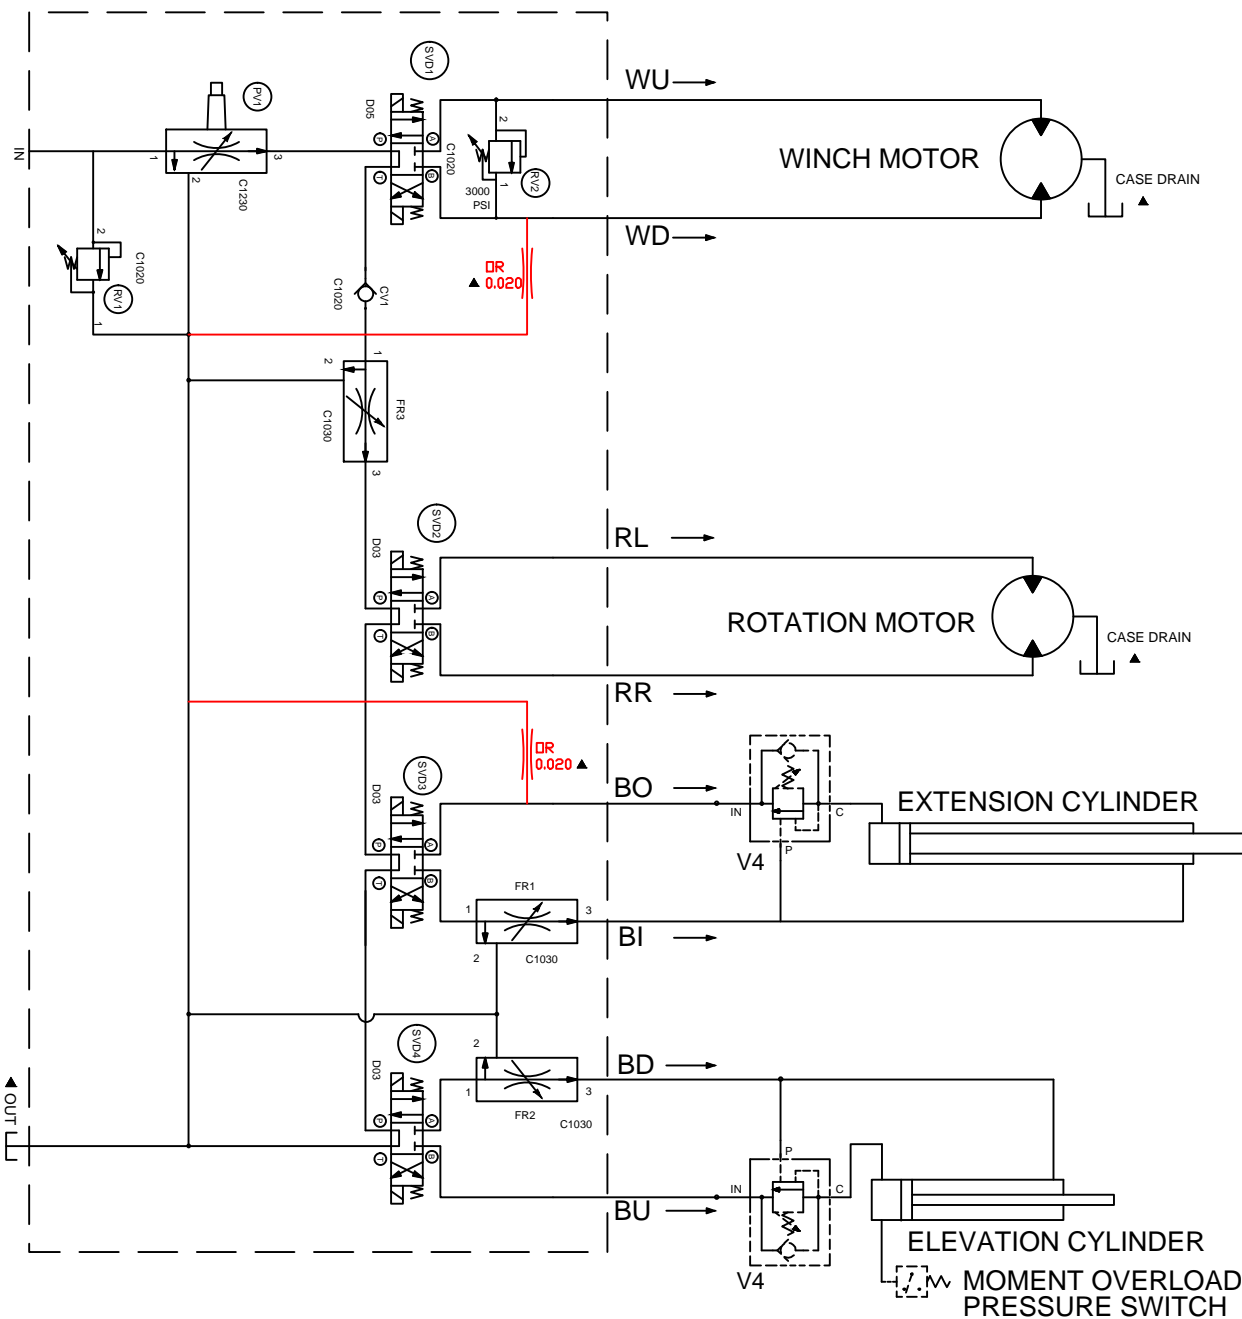 SVD1
WU
PV1
D05
P
A
C1020
2
RV2
1
3000
PSI
T
B
WINCH MOTOR
CASE DRAIN
IN
1
3
2
C1230
WD
2
C1020
RV1
1
OR
0.020
CV1
C1020
1
2
FR3
C1030
3
SVD2
RL
D03
P
A
T
B
ROTATION MOTOR
CASE DRAIN
RR
OR
0.020
SVD3
D03
BO
IN
C
P
V4
EXTENSION CYLINDER
P
A
T
B
FR1
1
3
2
C1030
BI
SVD4
D03
2
1
3
FR2
C1030
BD
P
A
T
B
OUT
P
IN
C
BU
V4
ELEVATION CYLINDER
MOMENT OVERLOAD
PRESSURE SWITCH